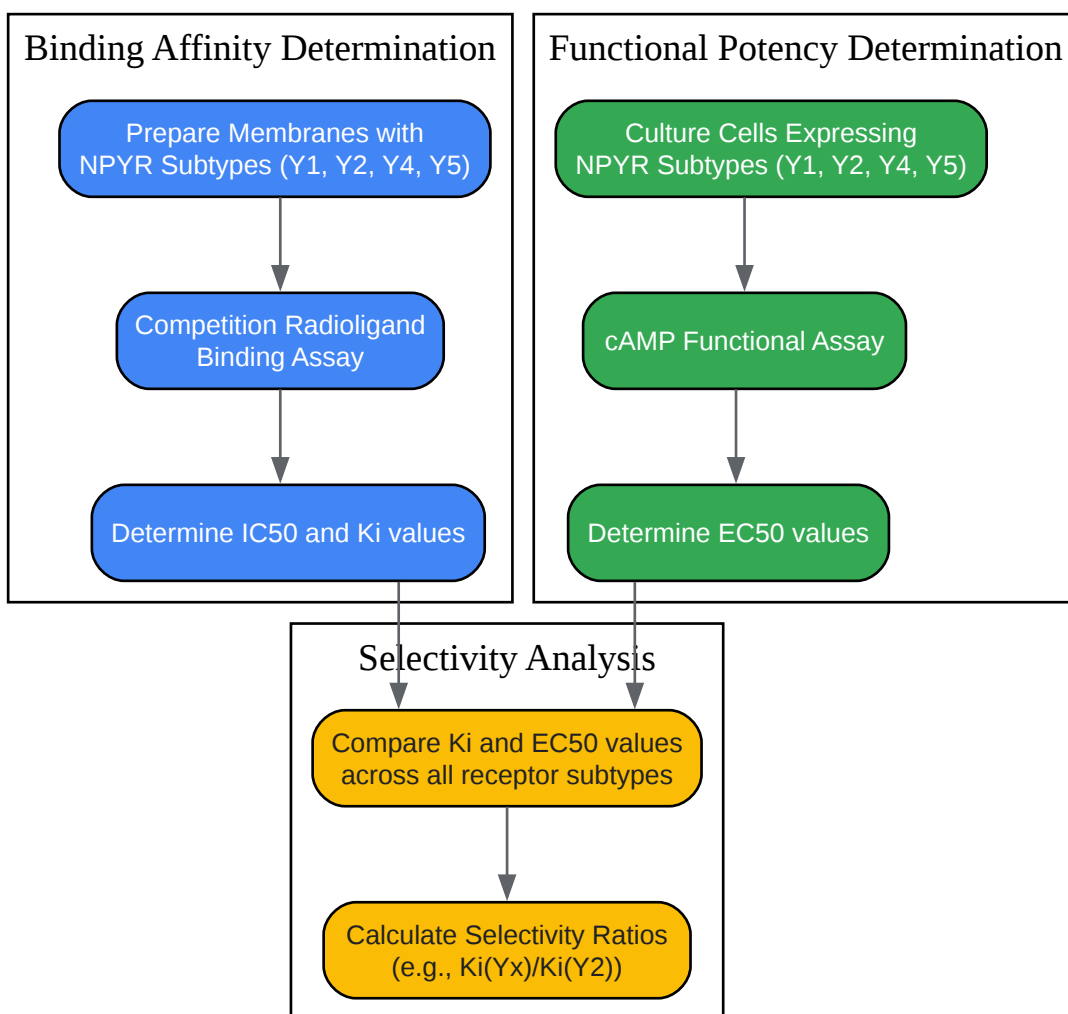 Binding Affinity Determination
Prepare Membranes with
NPYR Subtypes (Y1, Y2, Y4, Y5)
Competition Radioligand
Binding Assay
Determine IC50 and Ki values
Functional Potency Determination
Culture Cells Expressing
NPYR Subtypes (Y1, Y2, Y4, Y5)
cAMP Functional Assay
Determine EC50 values
Selectivity Analysis
Compare Ki and EC50 values
across all receptor subtypes
Calculate Selectivity Ratios
(e.g., Ki(Yx)/Ki(Y2))